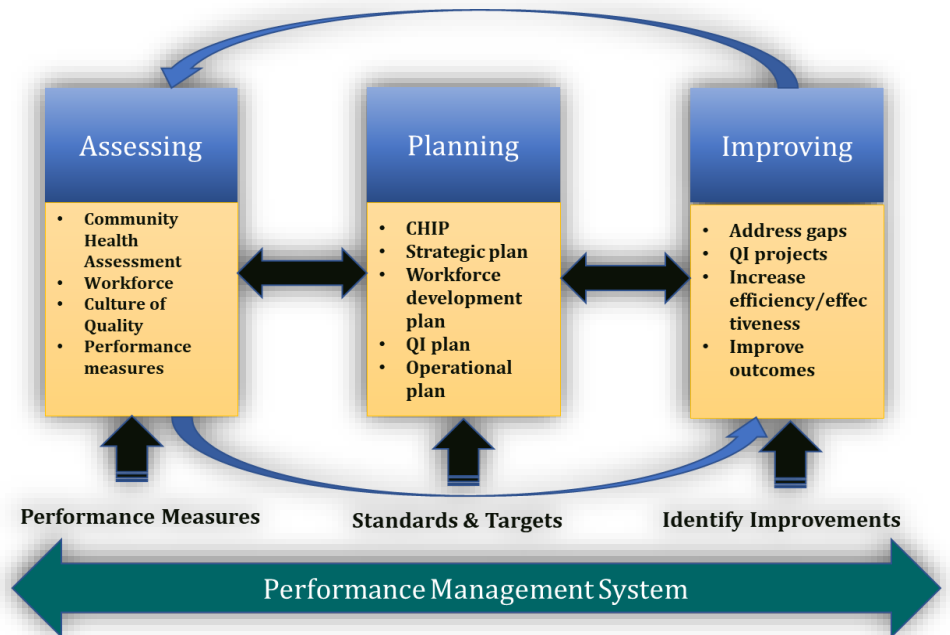 Assessing
• Community
Health
Assessment
• Workforce
• Culture of
Quality
• Performance
measures
Planning
• CHIP
• Strategic plan
• Workforce
development
plan
• QI plan
• Operational
plan
Improving
• Address gaps
• QI projects
• Increase
efficiency/effec
tiveness
• Improve
outcomes
Performance Measures
Standards & Targets
Identify Improvements
Performance Management System